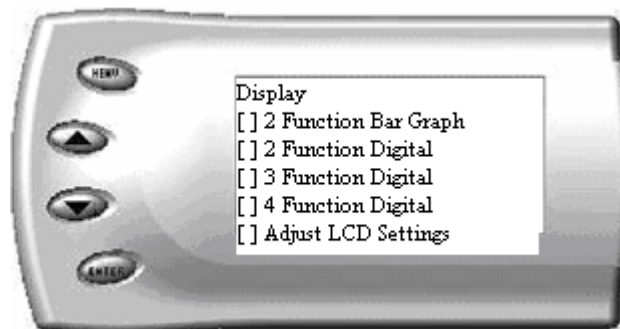 MENU
Display
[ ] 2 Function Bar Graph
[ ] 2 Function Digital
[ ] 3 Function Digital
[ ] 4 Function Digital
[ ] Adjust LCD Settings
ENTER